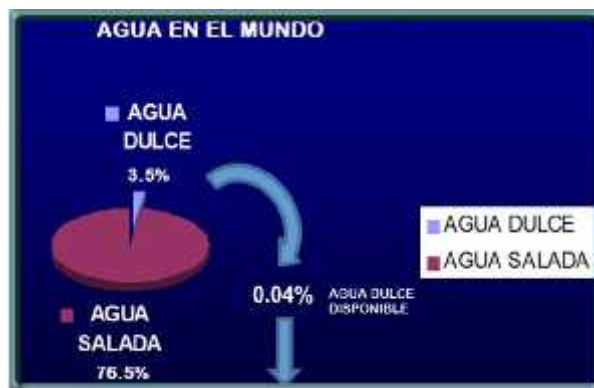 AGUA EN EL MUNDO
AGUA
DULCE
3.5%
AGUA DULCE
AGUA SALADA
0.04%
AGUA DULCE
DISPONIBLE
AGUA
SALADA
76.5%